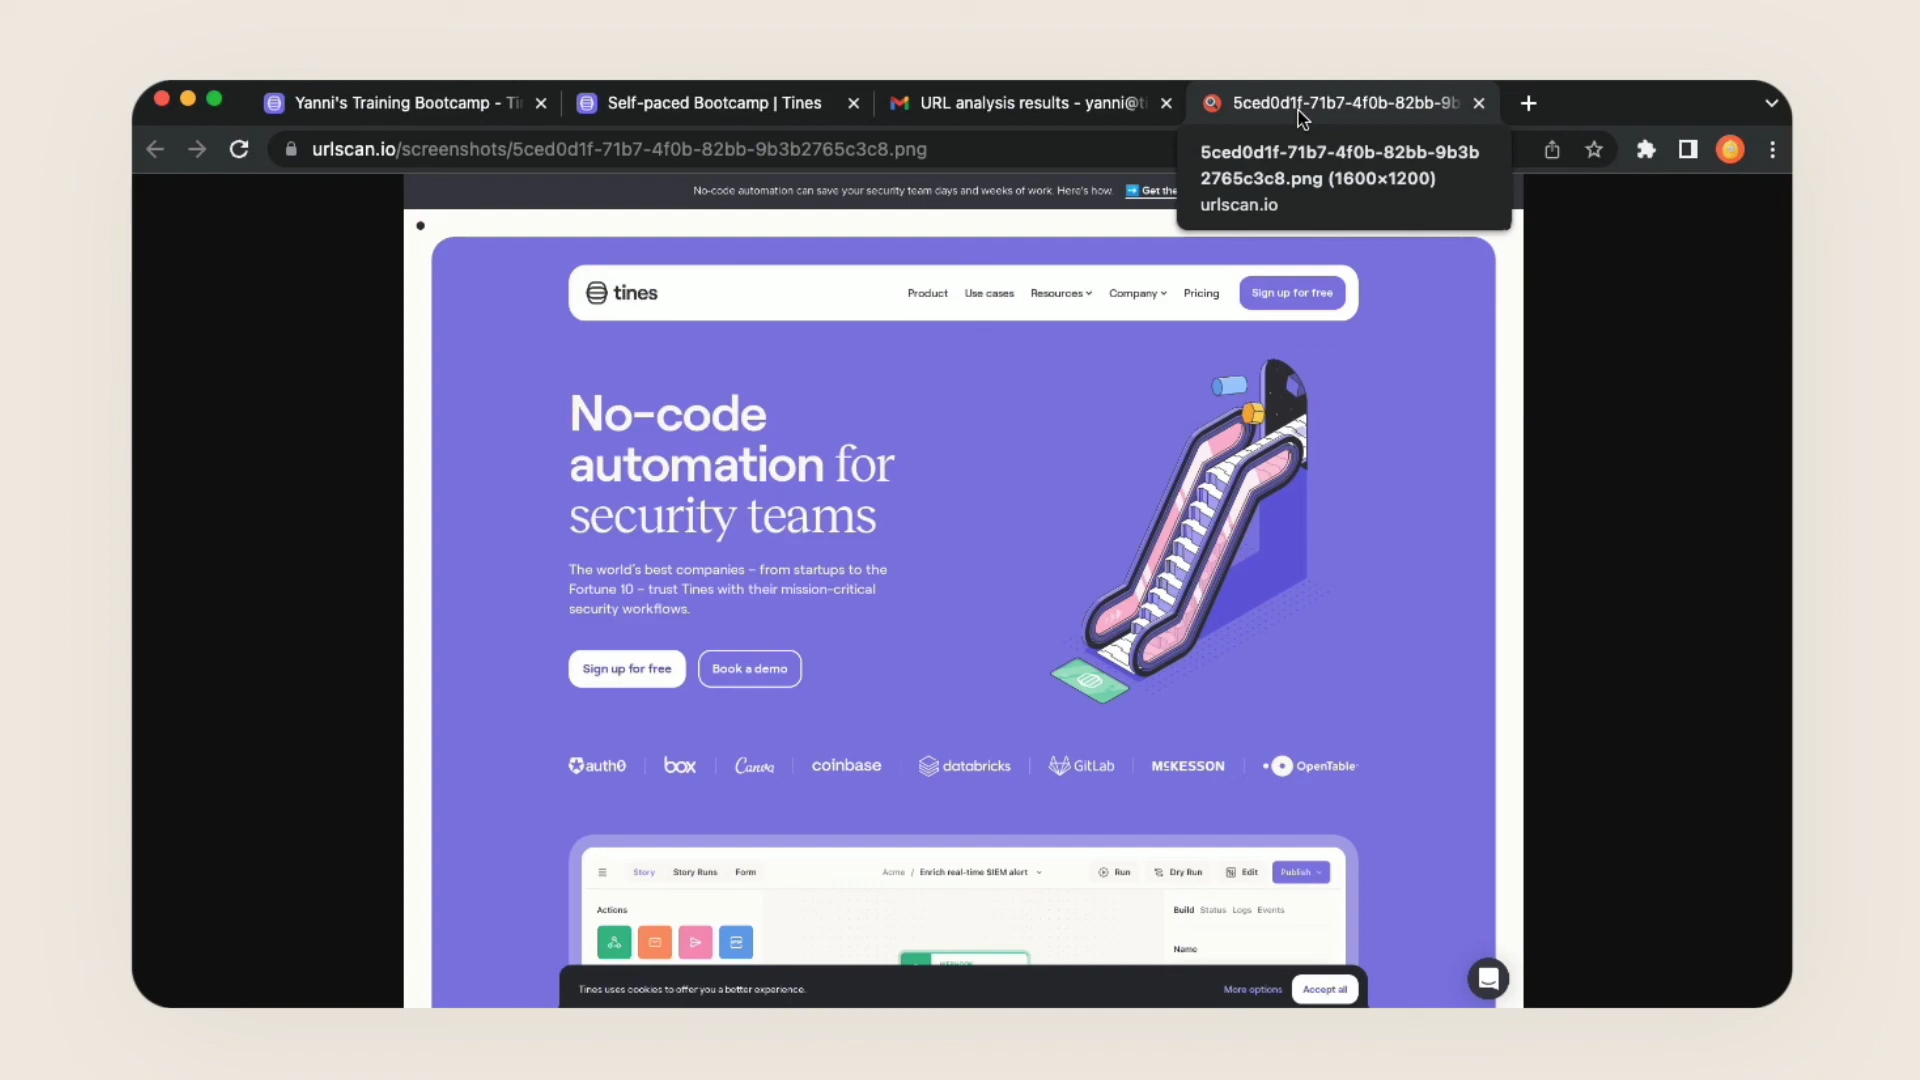 Yanni's Training Bootcamp - Ti
Self-paced Bootcamp | Tines
URL analysis results - yanni@ti
5ced0d1f-71b7-4f0b-82bb-9b
urlscan.io/screenshots/5ced0d1f-71b7-4f0b-82bb-9b3b2765c3c8.png
5ced0d1f-71b7-4f0b-82bb-9b3b
2765c3c8.png (1600×1200)
urlscan.io
No-code automation can save your security team days and weeks of work. Here's how. Get the
tines
Product Use cases Resources Company Pricing Sign up for free
No-code
automation for
security teams
The world's best companies – from startups to the
Fortune 10 – trust Tines with their mission-critical
security workflows.
Sign up for free Book a demo
auth0 box Canva coinbase databricks GitLab MCKESSON OpenTable
Story Story Runs Form Acme / Enrich real-time SIEM alert Run Dry Run Edit Publish
Actions Build Status Logs Events
Name
WEBHOOK
Tines uses cookies to offer you a better experience. More options Accept all